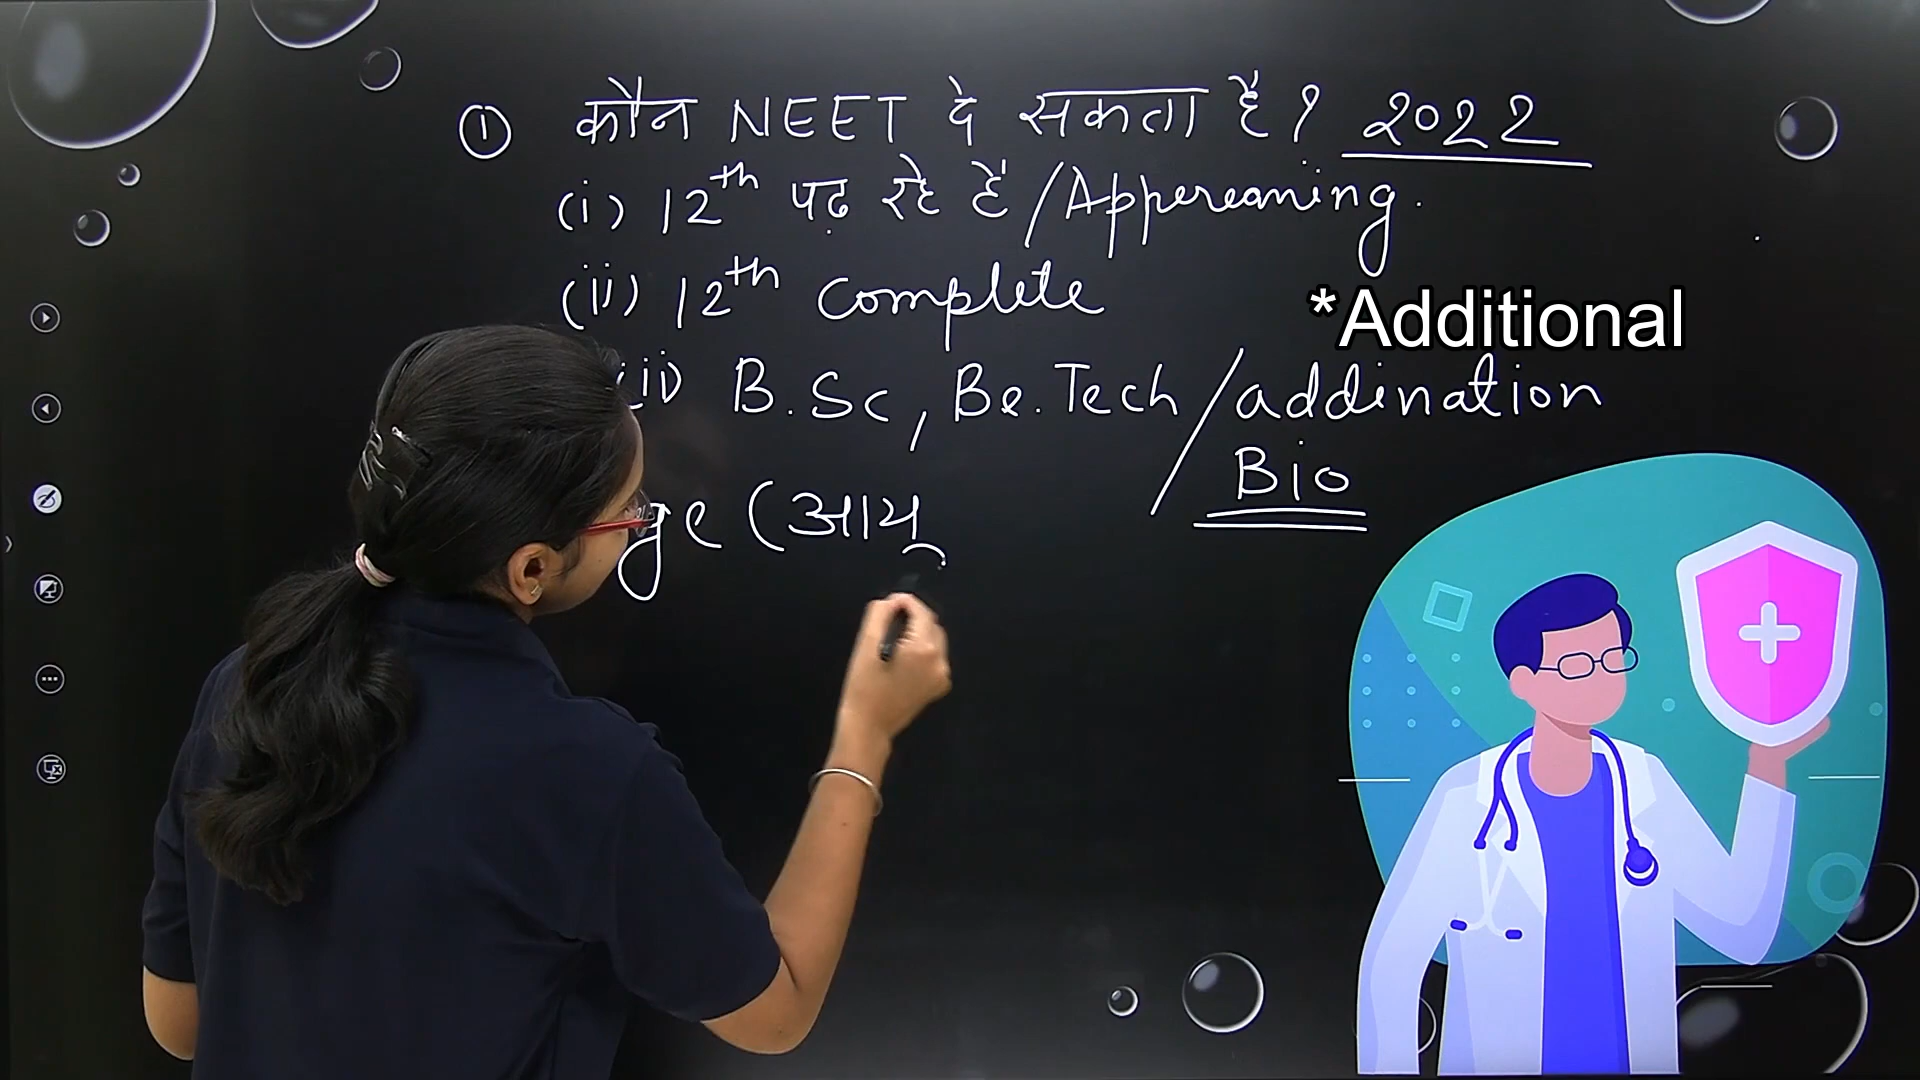 ① कौन NEET दे सकता है? 2022
(i) 12th पढ़ रहे हैं/Appereaning.
(ii) 12th complete
*Additional
(iii) B.Sc, Be.Tech/addination
Bio
ge (आयु